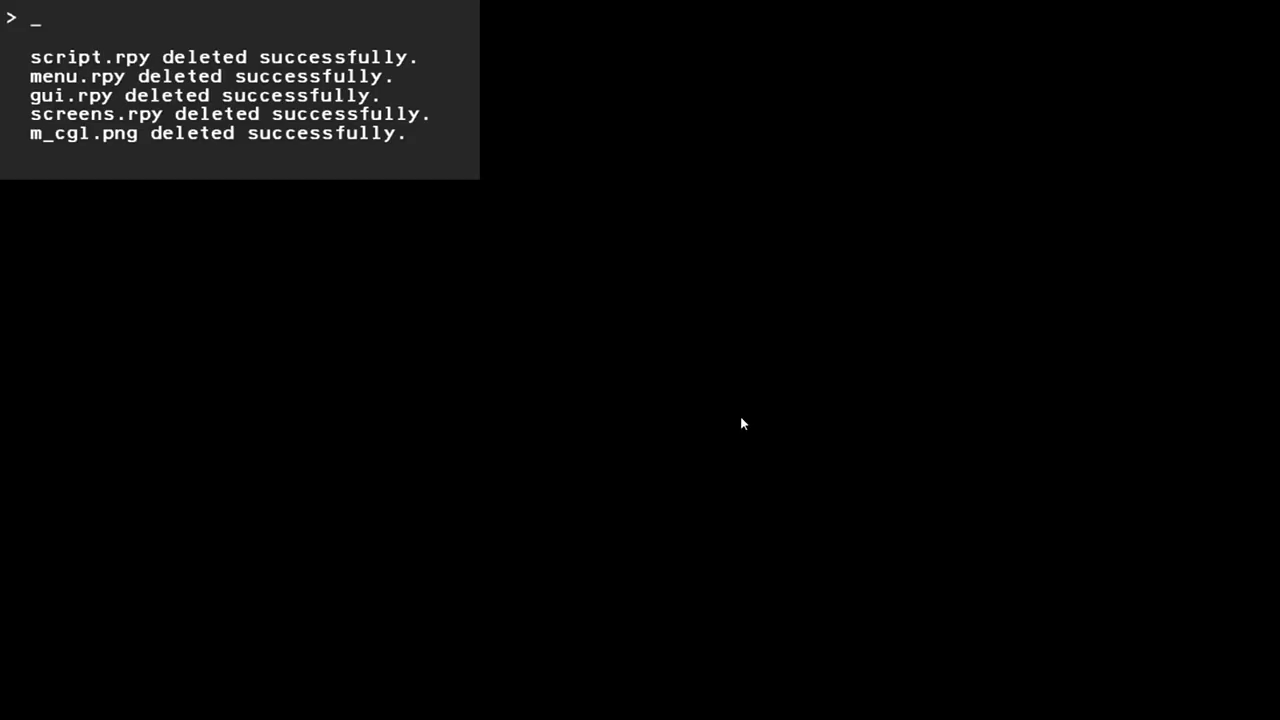 > _
script.rpy deleted successfully.
menu.rpy deleted successfully.
gui.rpy deleted successfully.
screens.rpy deleted successfully.
m_cgl.png deleted successfully.